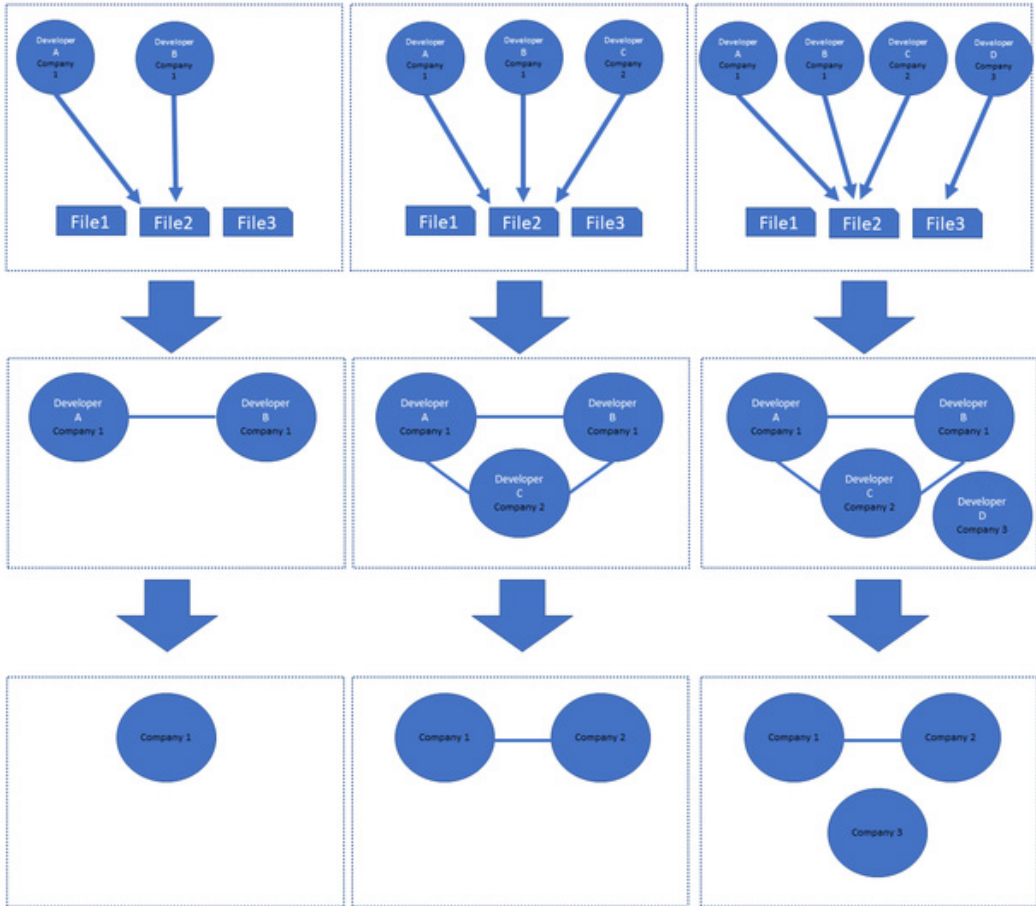 Developer
A
Company
1
Developer
B
Company
1
File1
File2
File3
Developer
A
Company
1
Developer
B
Company
1
Developer
C
Company
2
File1
File2
File3
Developer
A
Company
1
Developer
B
Company
1
Developer
C
Company
2
Developer
D
Company
3
File1
File2
File3
Developer
A
Company 1
Developer
B
Company 1
Developer
A
Company 1
Developer
B
Company 1
Developer
C
Company 2
Developer
A
Company 1
Developer
B
Company 1
Developer
C
Company 2
Developer
D
Company 3
Company 1
Company 1
Company 2
Company 1
Company 2
Company 3